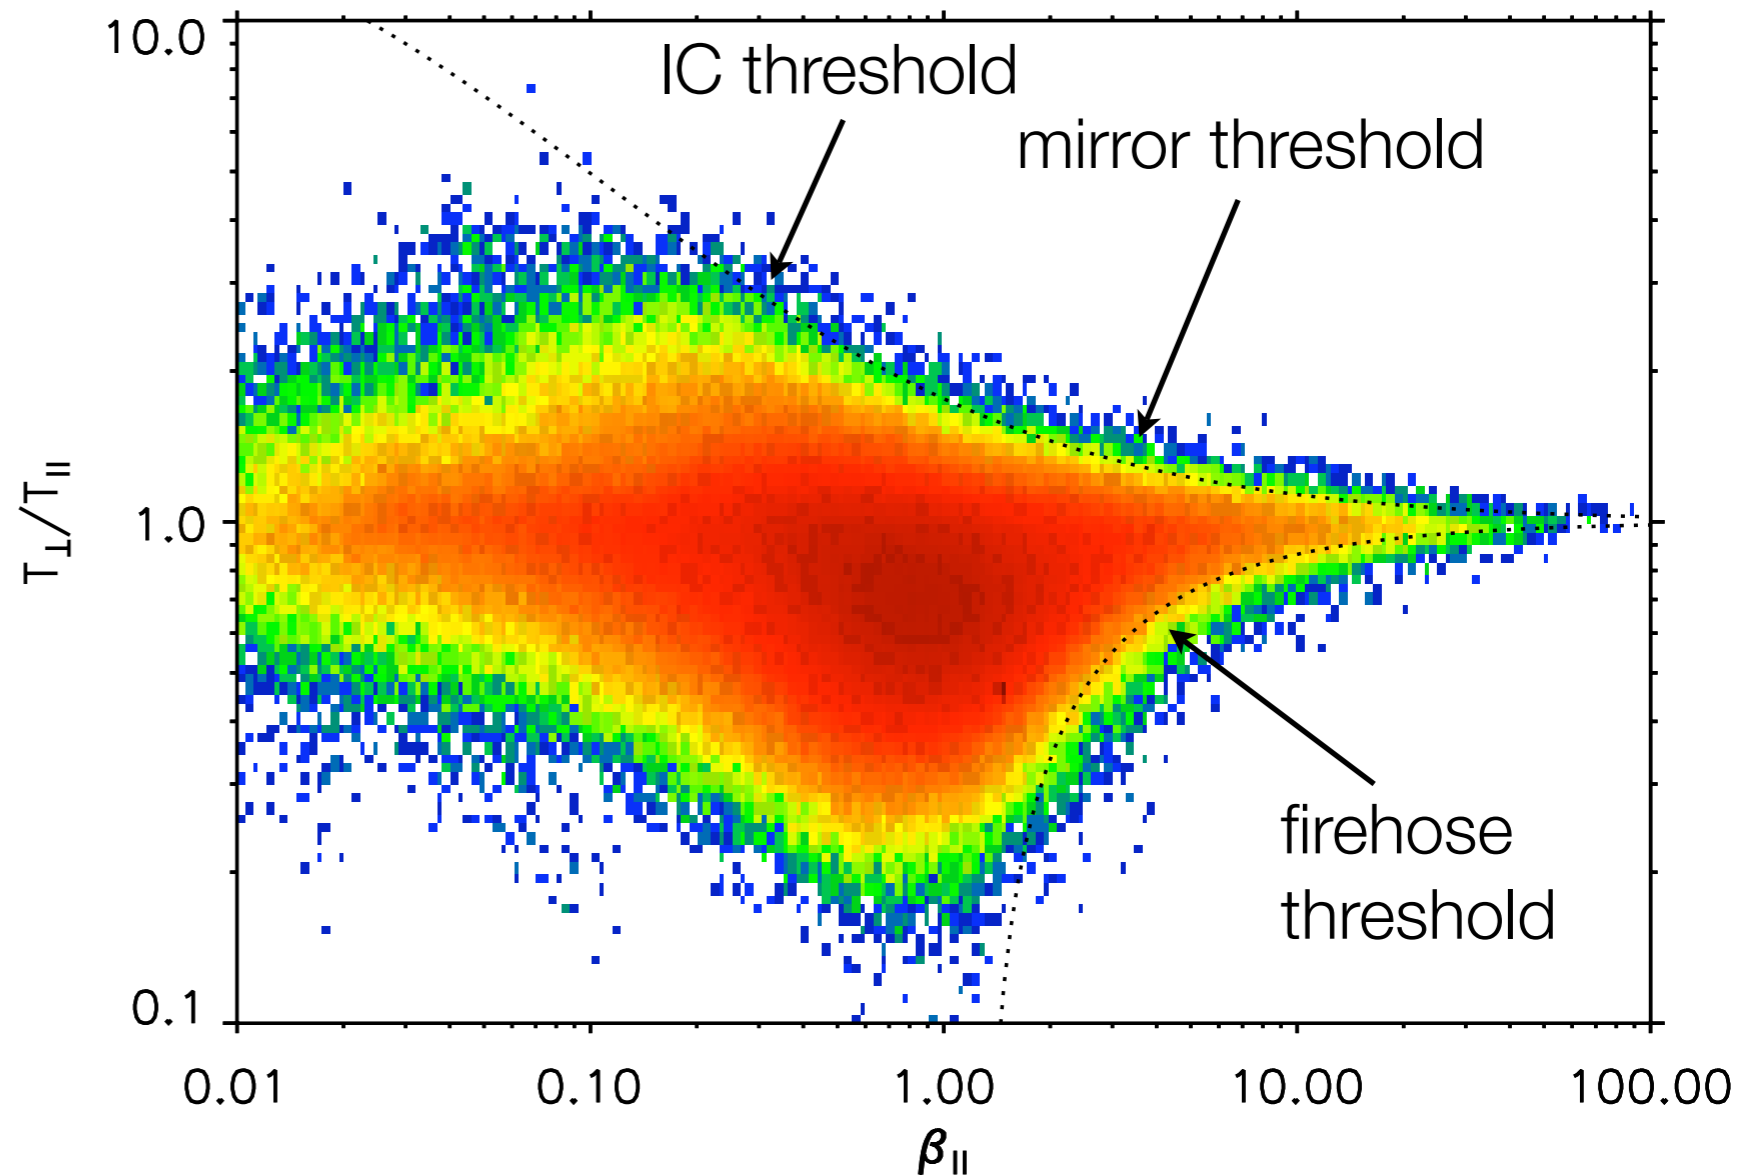 10.0
IC threshold
mirror threshold
T⊥/T||
1.0
firehose
threshold
0.1
0.01 0.10 1.00 10.00 100.00
β||